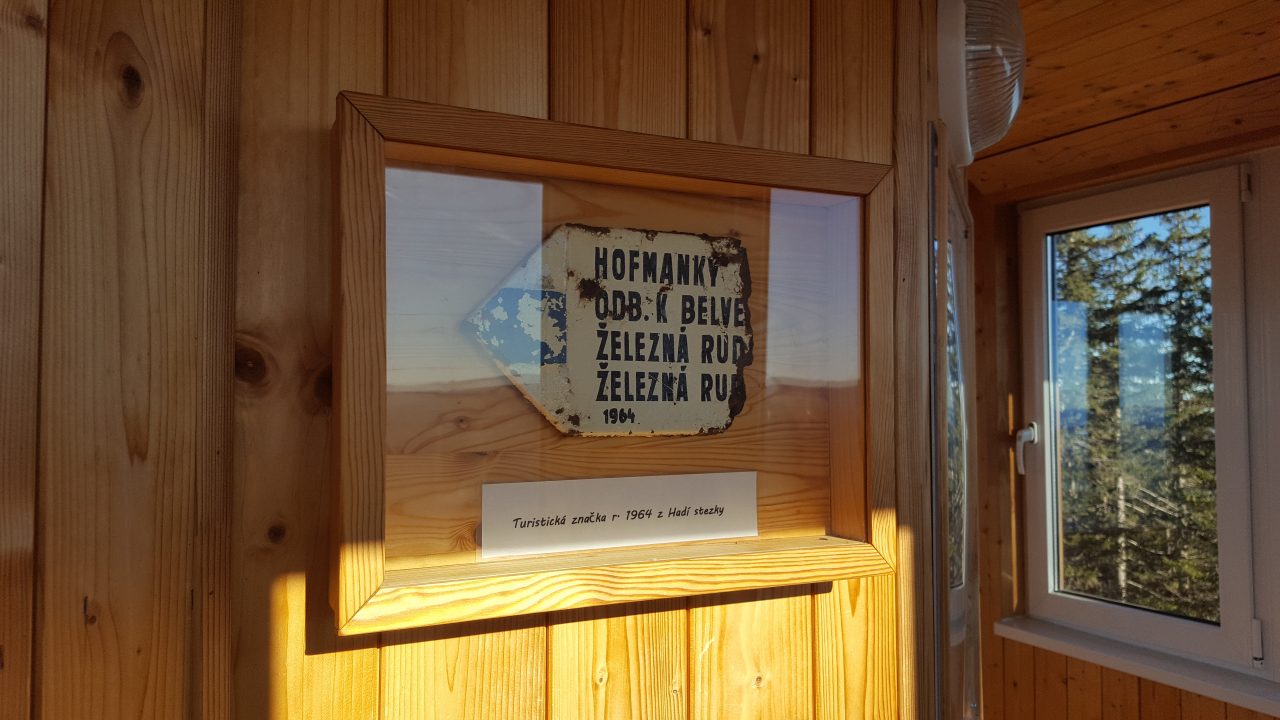 HOFMANKY
ODB. K BELVE
ŽELEZNÁ RUD
ŽELEZNÁ RUD
1964
Turistická značka r. 1964 z Hadí stezky